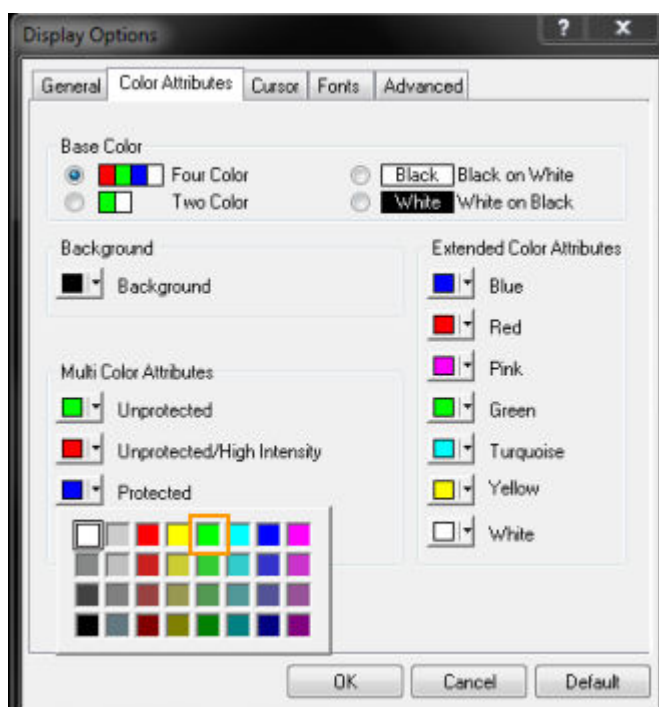 Display Options
? x
General Color Attributes Cursor Fonts Advanced
Base Color
Four Color
Black Black on White
Two Color
White White on Black
Background
Background
Extended Color Attributes
Blue
Red
Pink
Green
Turquoise
Yellow
White
Multi Color Attributes
Unprotected
Unprotected/High Intensity
Protected
OK Cancel Default